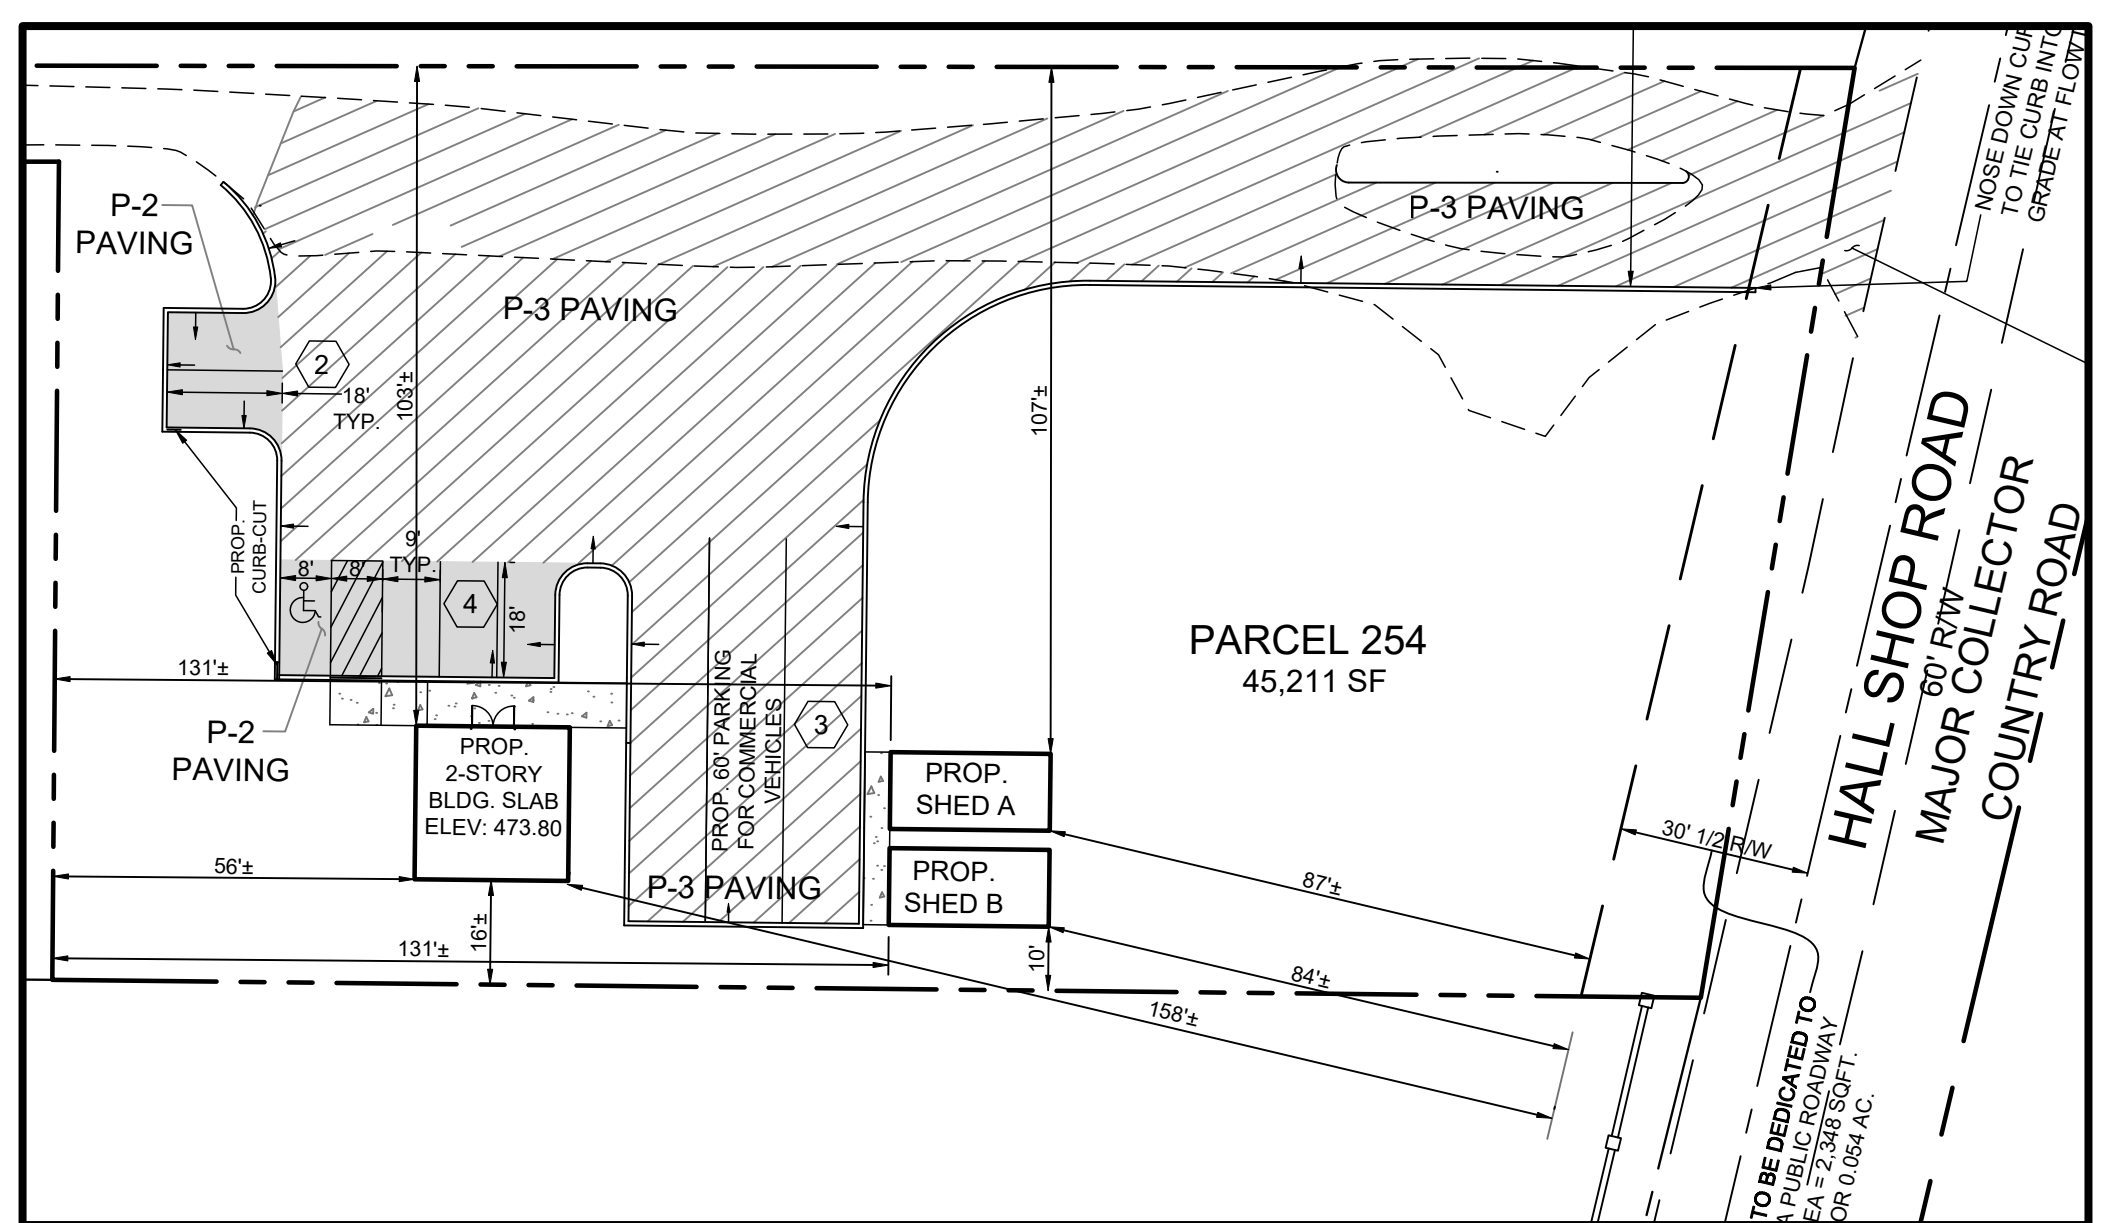 NOSE DOWN CUR
TO TIE CURB INTO
GRADE AT FLOW
P-2
PAVING
P-3 PAVING
P-3 PAVING
2
18'
TYP.
103'±
107'±
PROP.
CURB-CUT
8'
8'
9'
TYP.
4
18'
131'±
P-2
PAVING
PROP. 60' PARKING
FOR COMMERCIAL
VEHICLES
3
PARCEL 254
45,211 SF
HALL SHOP ROAD
60' R/W
MAJOR COLLECTOR
COUNTRY ROAD
PROP.
2-STORY
BLDG. SLAB
ELEV: 473.80
PROP.
SHED A
PROP.
SHED B
P-3 PAVING
30' 1/2 R/W
56'±
16'±
131'±
10'
87'±
84'±
158'±
TO BE DEDICATED TO
A PUBLIC ROADWAY
EA = 2,348 SQFT.
OR 0.054 AC.